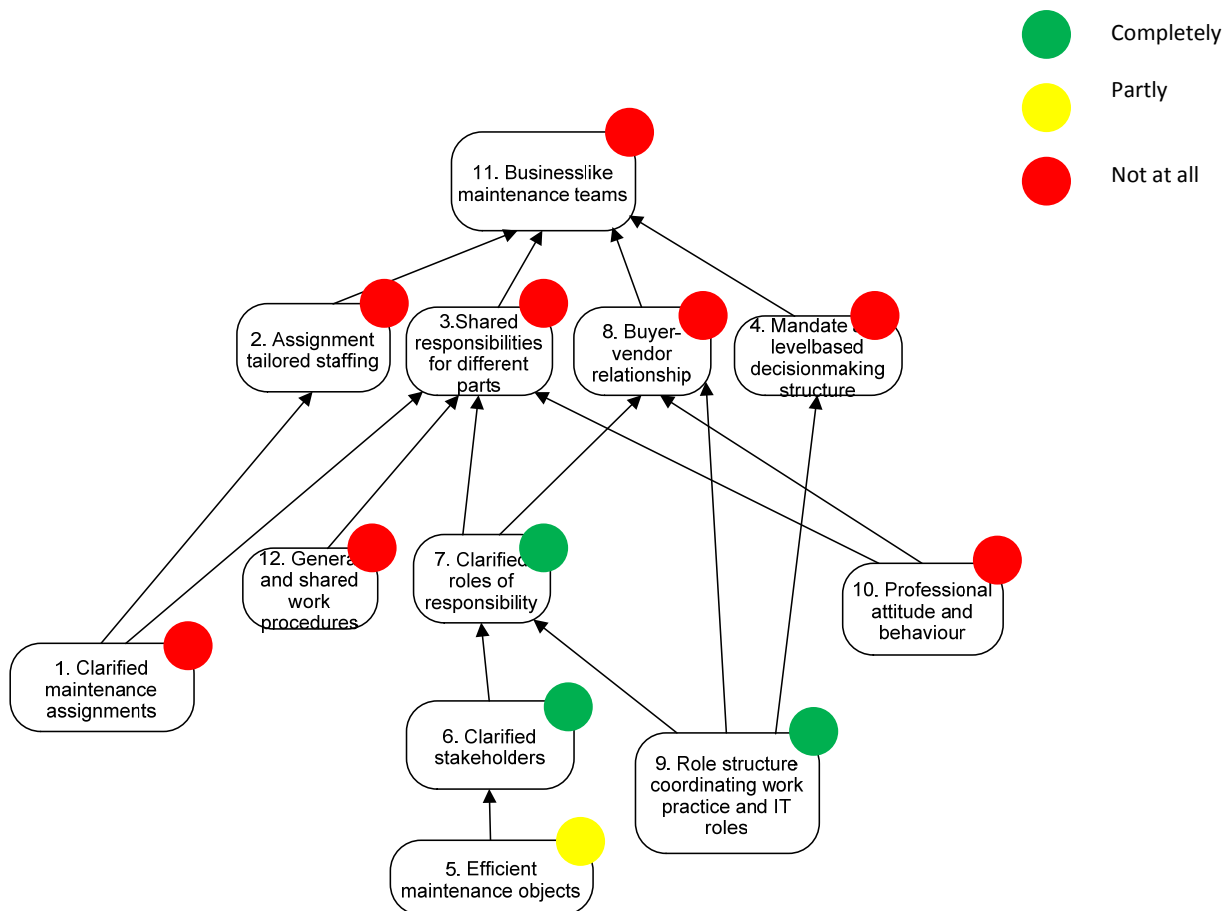 Completely
Partly
Not at all
11. Businesslike
maintenance teams
2. Assignment
tailored staffing
3.Shared
responsibilities
for different
parts
8. Buyer-
vendor
relationship
4. Mandate
levelbased
decisionmaking
structure
12. General
and shared
work
procedures
7. Clarified
roles of
responsibility
10. Professional
attitude and
behaviour
1. Clarified
maintenance
assignments
6. Clarified
stakeholders
9. Role structure
coordinating work
practice and IT
roles
5. Efficient
maintenance objects